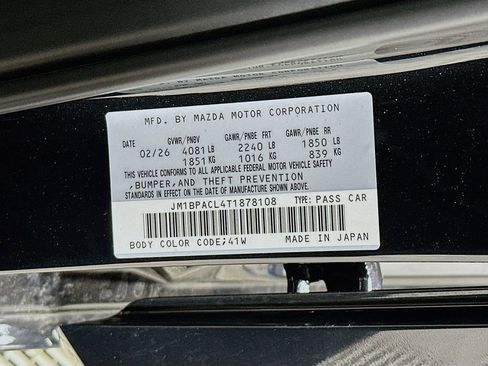 MFD. BY MAZDA MOTOR CORPORATION
DATE GVWR/PNBV GAWR/PNBE FRT GAWR/PNBE RR
02/26 4081 LB 2240 LB 1850 LB
1851 KG 1016 KG 839 KG
THIS VEHICLE CONFORMS TO ALL APPLICABLE FEDERAL MOTOR VEHICLE SAFETY
,BUMPER,AND THEFT PREVENTION
STANDARDS IN EFFECT ON THE DATE OF MANUFACTURE SHOWN ABOVE.
JM1BPACL4T1878108 TYPE: PASS CAR
BODY COLOR CODE;41W MADE IN JAPAN